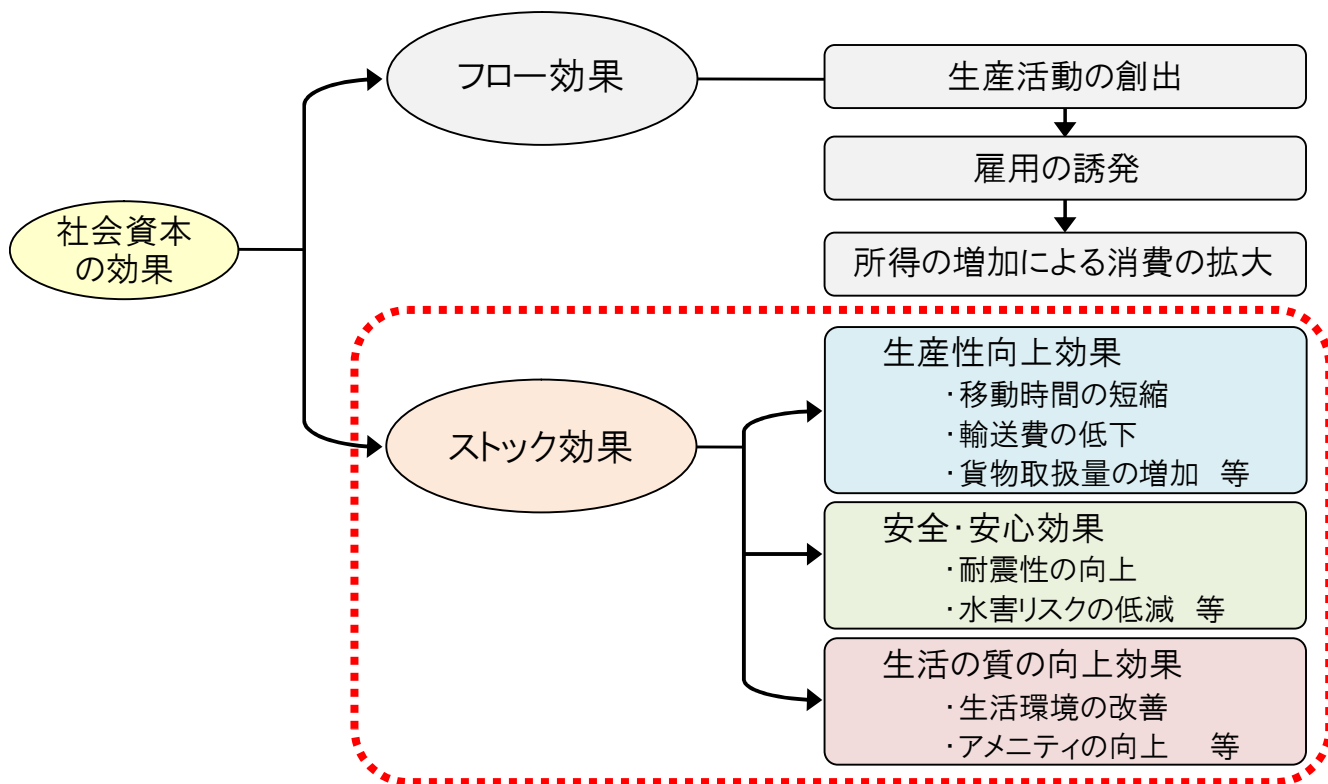 フロー効果
生産活動の創出
雇用の誘発
所得の増加による消費の拡大
社会資本
の効果
ストック効果
生産性向上効果
・移動時間の短縮
・輸送費の低下
・貨物取扱量の増加　等
安全・安心効果
・耐震性の向上
・水害リスクの低減　等
生活の質の向上効果
・生活環境の改善
・アメニティの向上　等